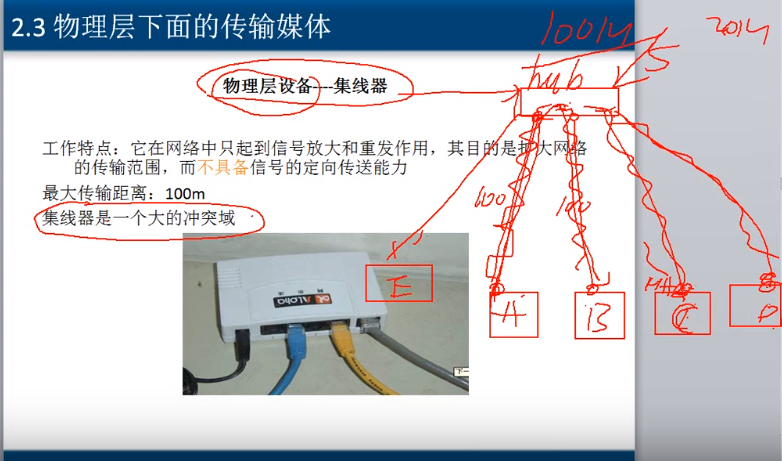 2.3 物理层下面的传输媒体
1001M
201M
5
hub
物理层设备----集线器
工作特点：它在网络中只起到信号放大和重发作用，其目的是扩大网络
的传输范围，而不具备信号的定向传送能力
最大传输距离：100m
100
100
集线器是一个大的冲突域
Alpha
E
A
B
C
D
下一